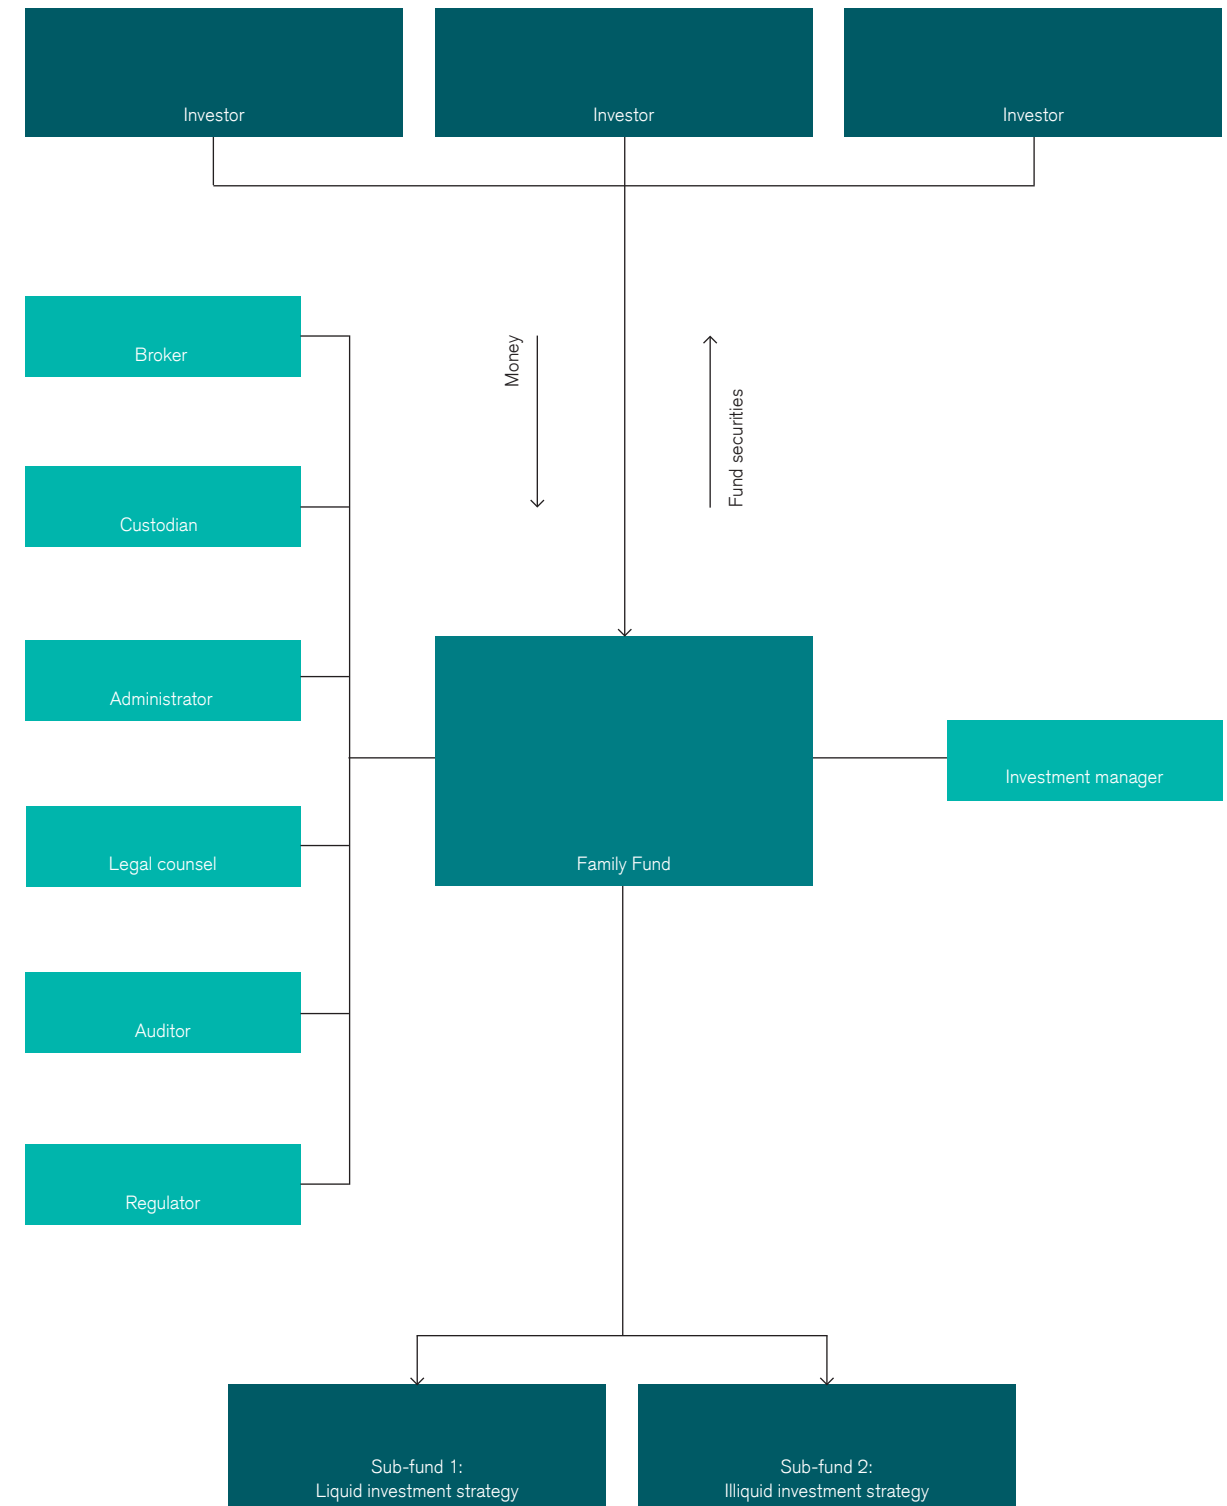 Investor
Investor
Investor
Broker
Money
Fund securities
Custodian
Administrator
Investment manager
Legal counsel
Family Fund
Auditor
Regulator
Sub-fund 1:
Liquid investment strategy
Sub-fund 2:
Illiquid investment strategy